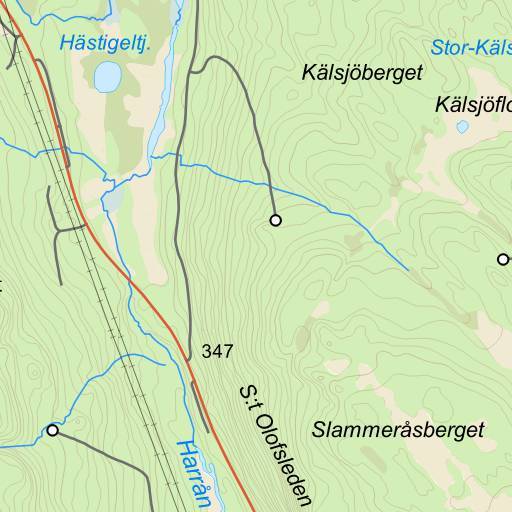 Hästigeltj.
Stor-Käls
Kälsjöberget
Kälsjöflo
347
S:t Olofsleden
Slammeråsberget
Harrån